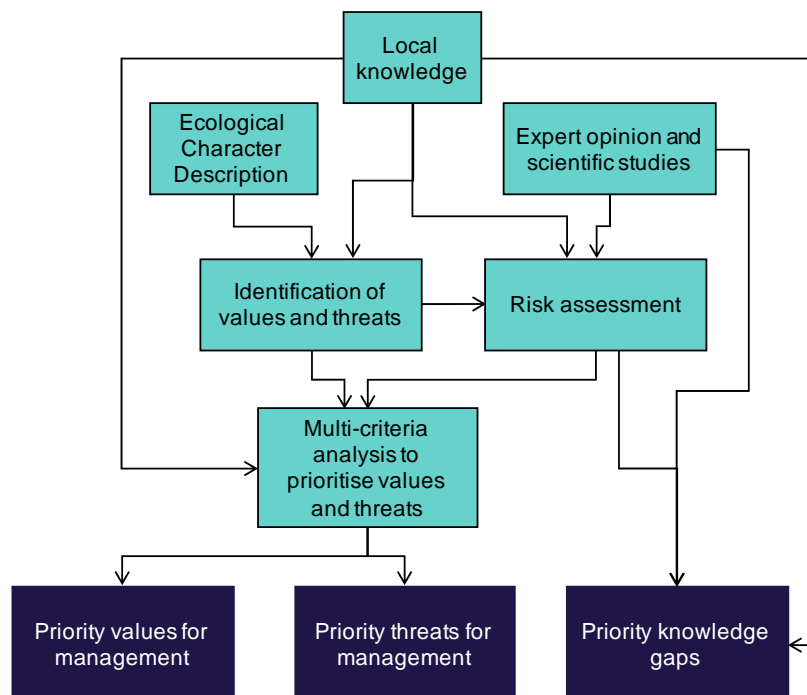 Local
knowledge
Ecological
Character
Description
Expert opinion and
scientific studies
Identification of
values and threats
Risk assessment
Multi-criteria
analysis to
prioritise values
and threats
Priority values for
management
Priority threats for
management
Priority knowledge
gaps